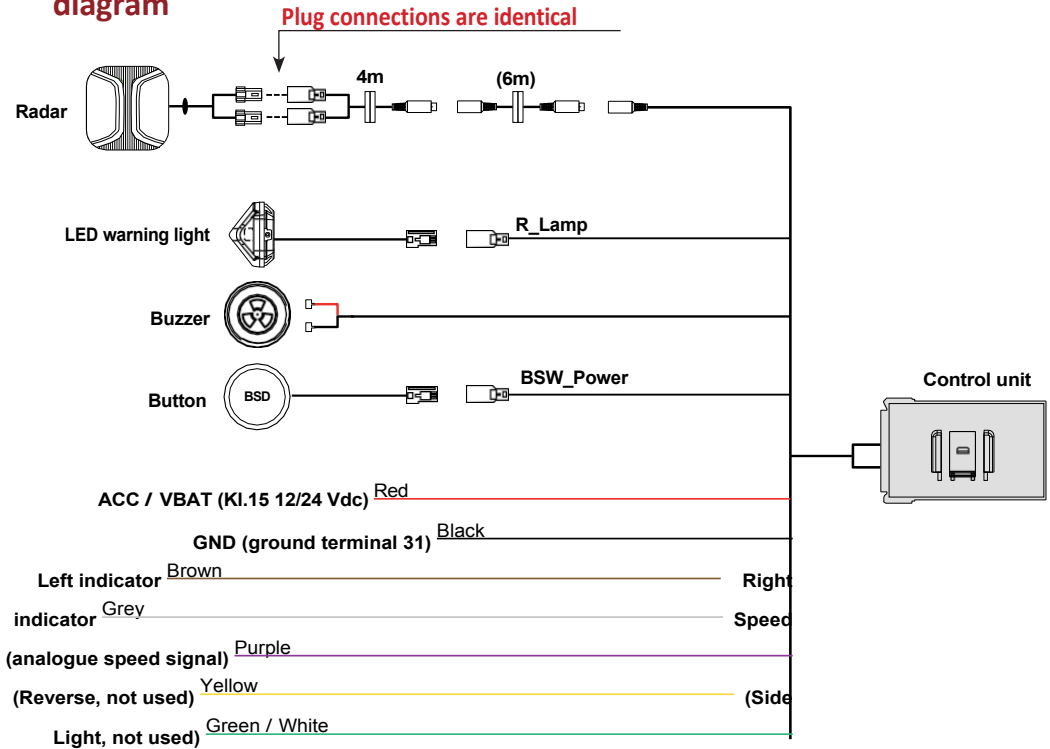 diagram
Plug connections are identical
4m
(6m)
Radar
LED warning light
R_Lamp
Buzzer
Button
BSD
BSW_Power
Control unit
ACC / VBAT (Kl.15 12/24 Vdc) Red
GND (ground terminal 31) Black
Left indicator Brown Right
indicator Grey Speed
(analogue speed signal) Purple
(Reverse, not used) Yellow (Side
Light, not used) Green / White